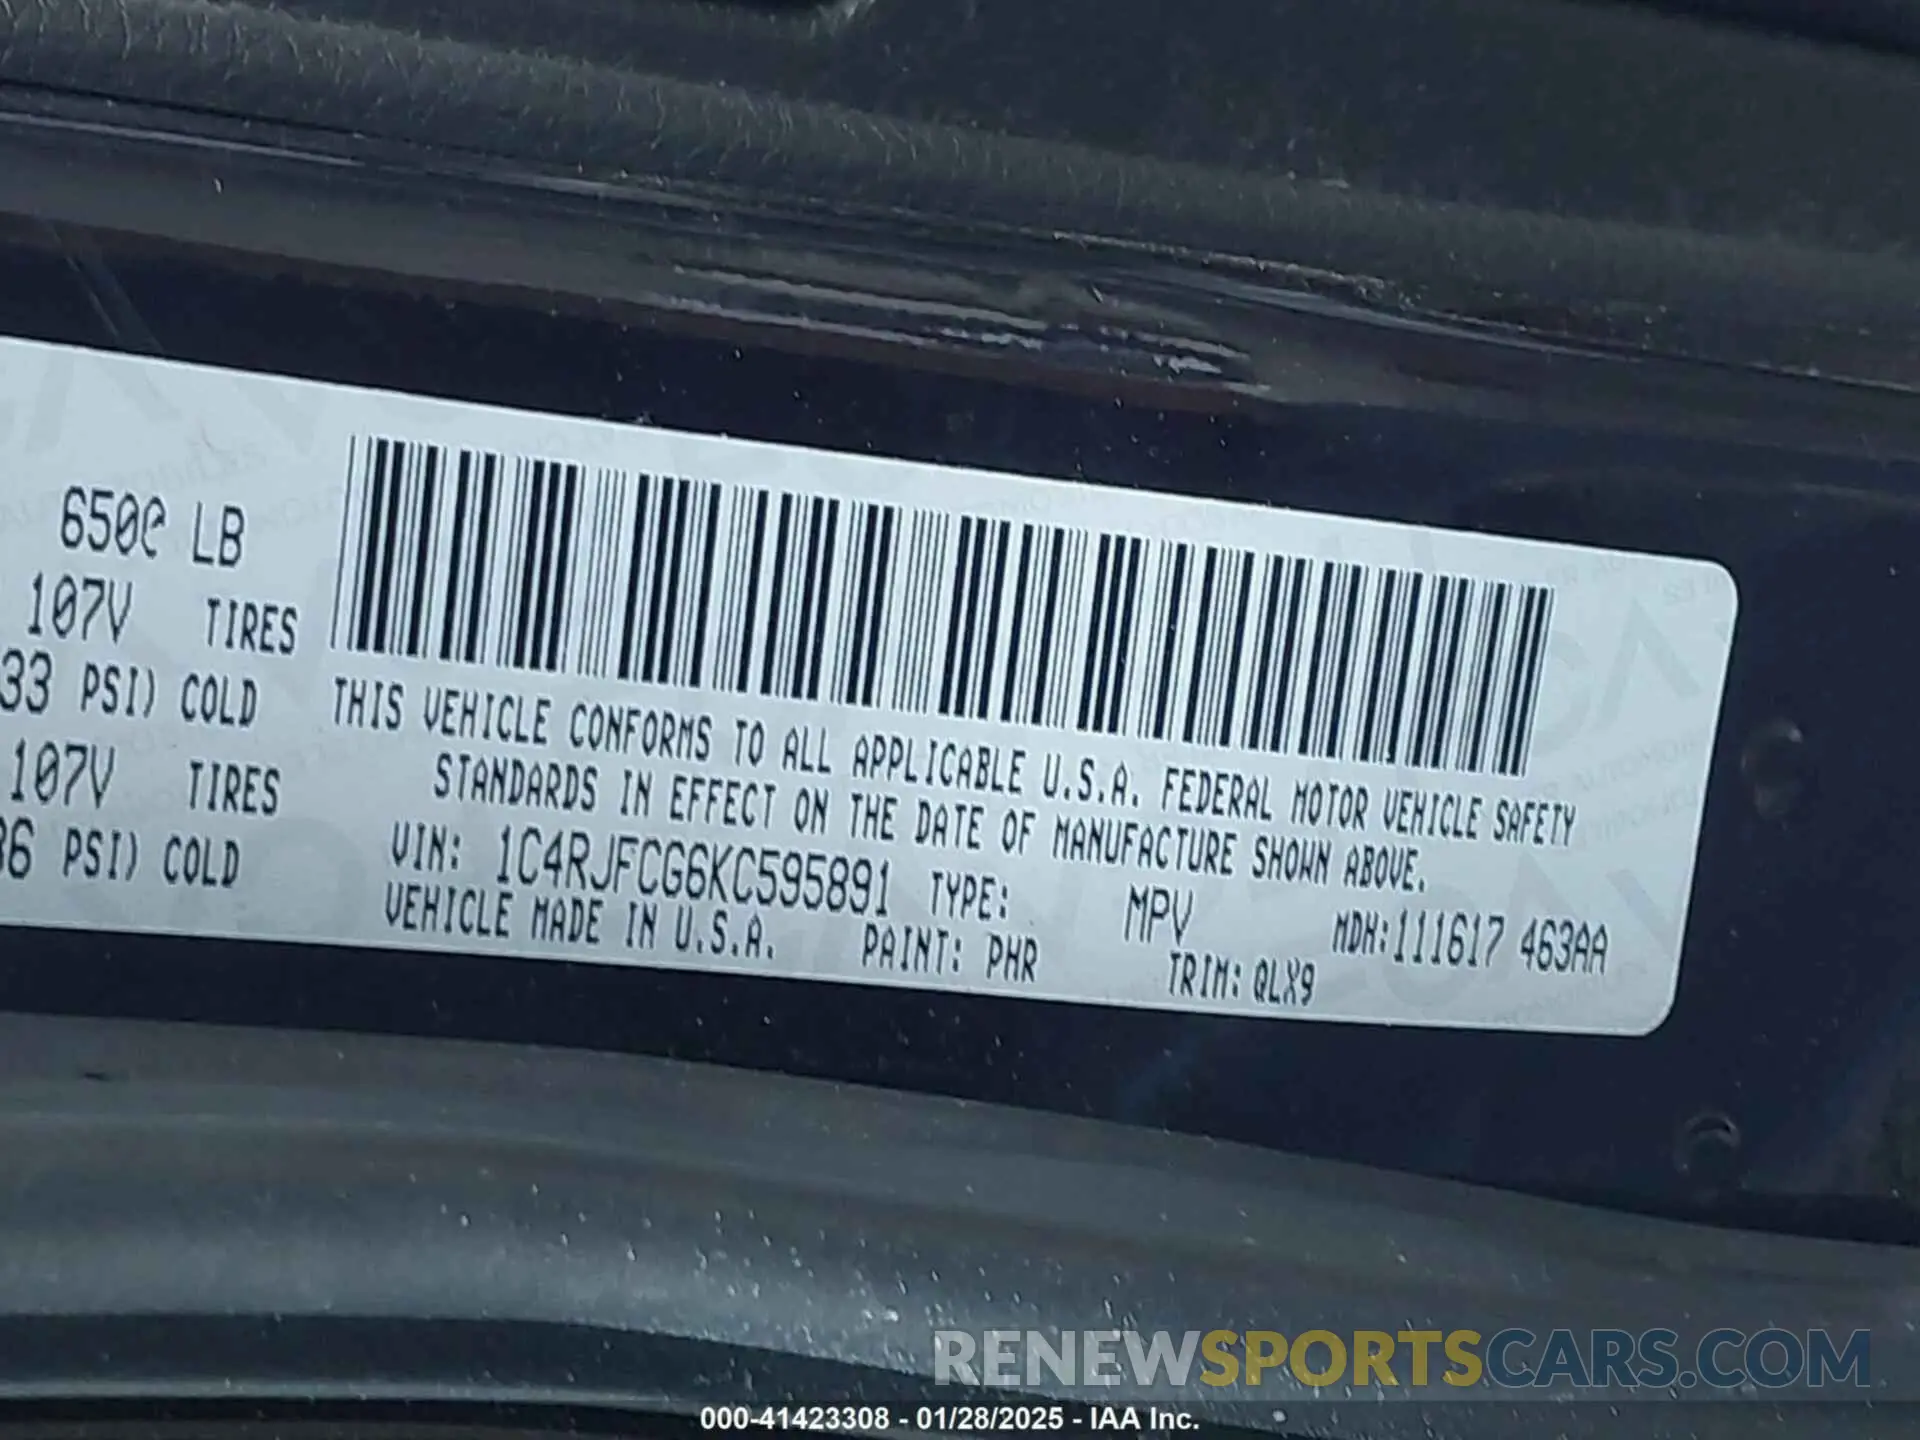 6500 LB
107V TIRES
33 PSI) COLD
107V TIRES
36 PSI) COLD
THIS VEHICLE CONFORMS TO ALL APPLICABLE U.S.A. FEDERAL MOTOR VEHICLE SAFETY
STANDARDS IN EFFECT ON THE DATE OF MANUFACTURE SHOWN ABOVE.
VIN: 1C4RJFCG6KC595891 TYPE: MPV MDH:111617 463AA
VEHICLE MADE IN U.S.A. PAINT: PHR TRIM: QLX9
RENEWSPORTSCARS.COM
000-41423308 - 01/28/2025 - IAA Inc.